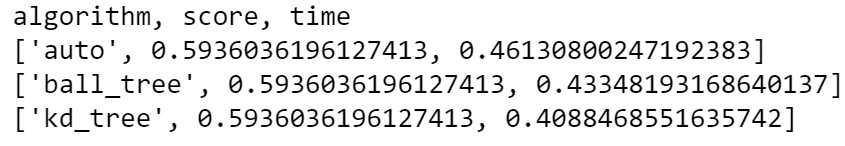 algorithm, score, time
['auto', 0.5936036196127413, 0.46130800247192383]
['ball_tree', 0.5936036196127413, 0.43348193168640137]
['kd_tree', 0.5936036196127413, 0.4088468551635742]